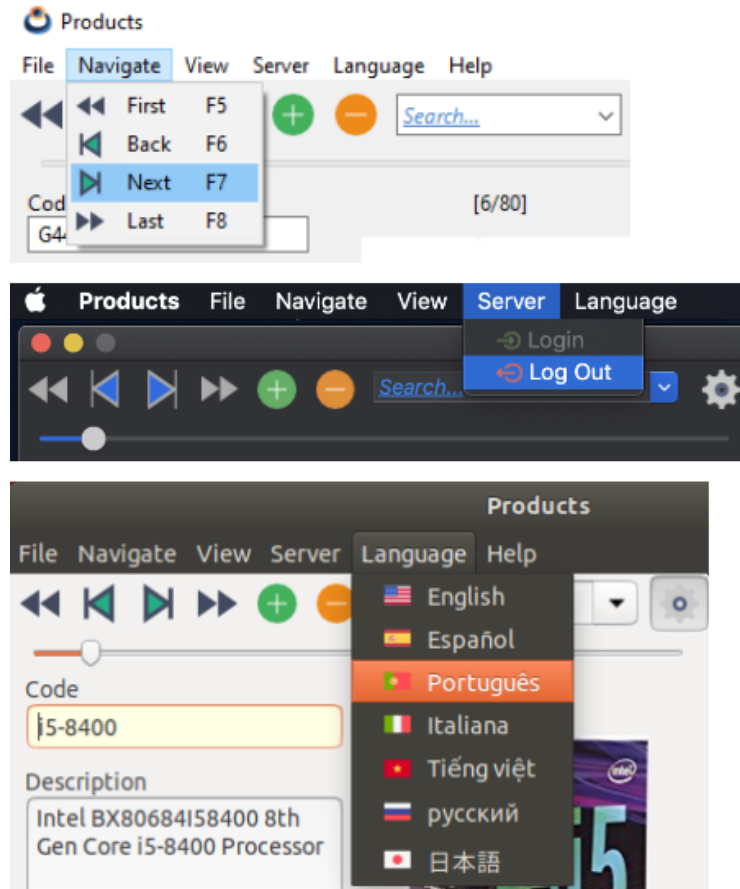 Products
File Navigate View Server Language Help
First F5
Search...
Back F6
Next F7
[6/80]
Last F8
Products File Navigate View Server Language
Login
Log Out
Search...
Products
File Navigate View Server Language Help
English
Español
Português
Italiana
Tiếng việt
русский
日本語
Code
i5-8400
Description
Intel BX80684I58400 8th
Gen Core i5-8400 Processor
intel
i5